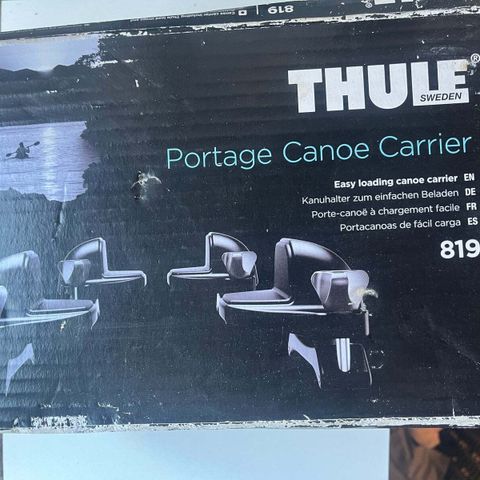 819
THULE
SWEDEN
Portage Canoe Carrier
Easy loading canoe carrier EN
Kanuhalter zum einfachen Beladen DE
Porte-canoë à chargement facile FR
Portacanoas de fácil carga ES
819